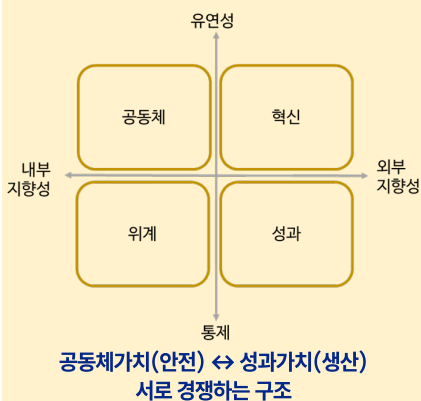 유연성
공동체
혁신
내부
지향성
외부
지향성
위계
성과
통제
공동체가치(안전) ↔ 성과가치(생산)
서로 경쟁하는 구조